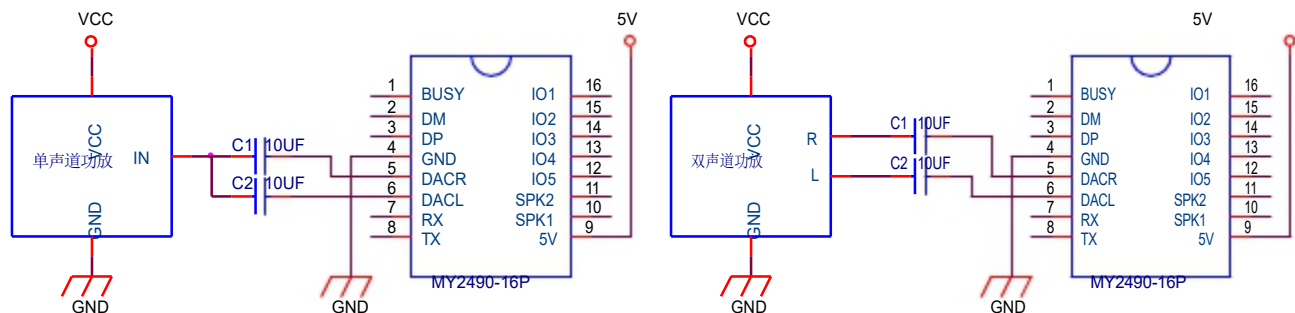 VCC
5V
VCC
单声道功放
IN
GND
GND
C1 10UF
C2 10UF
1 BUSY IO1 16
2 DM IO2 15
3 DP IO3 14
4 GND IO4 13
5 DACR IO5 12
6 DACL SPK2 11
7 RX SPK1 10
8 TX 5V 9
MY2490-16P
GND
VCC
5V
VCC
双声道功放
R
L
GND
GND
C1 10UF
C2 10UF
1 BUSY IO1 16
2 DM IO2 15
3 DP IO3 14
4 GND IO4 13
5 DACR IO5 12
6 DACL SPK2 11
7 RX SPK1 10
8 TX 5V 9
MY2490-16P
GND